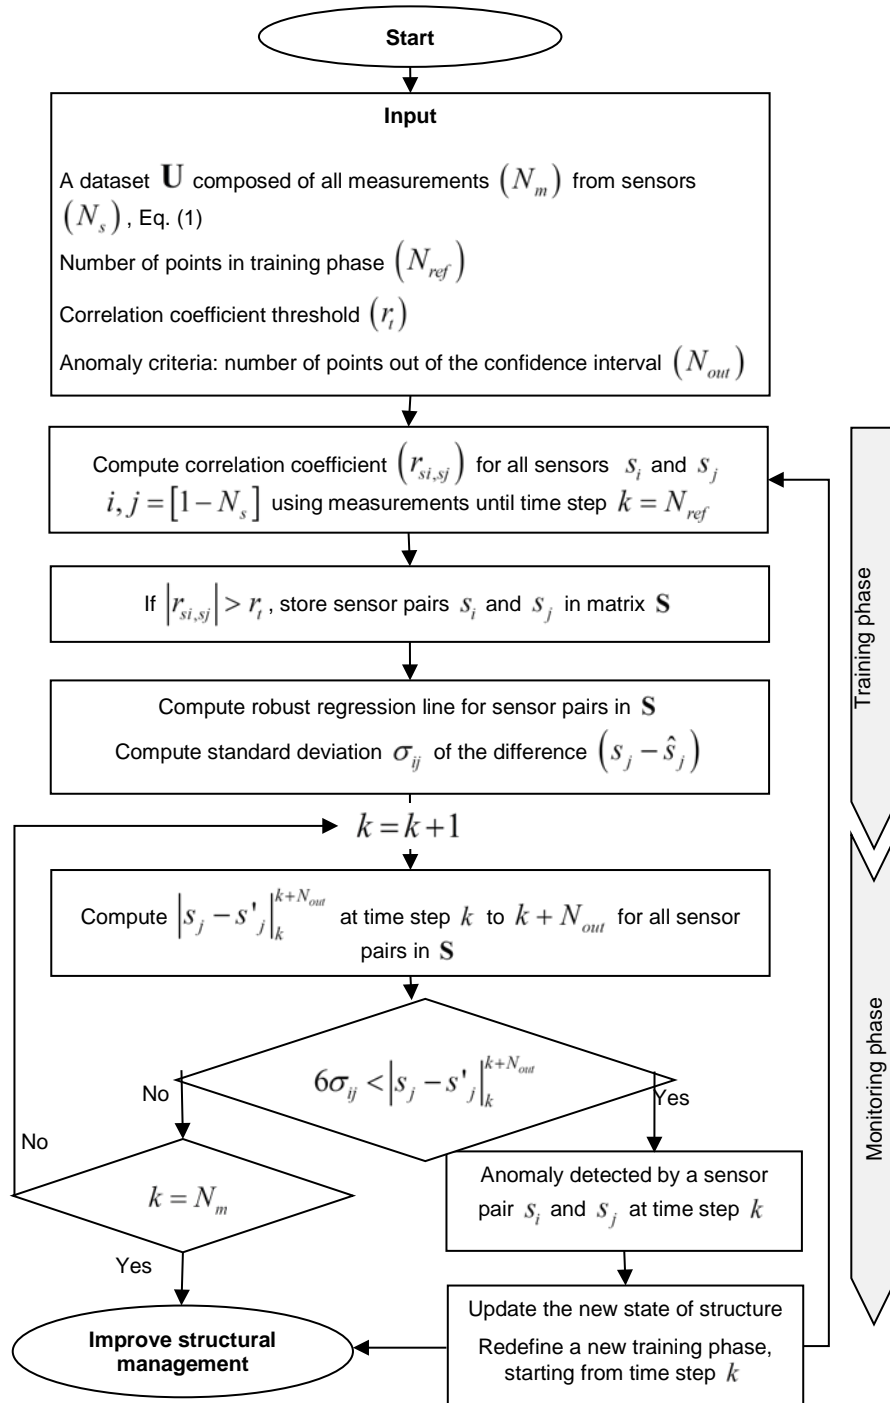 Start
Input
A dataset U composed of all measurements (N_m) from sensors
(N_s), Eq. (1)
Number of points in training phase (N_ref)
Correlation coefficient threshold (r_t)
Anomaly criteria: number of points out of the confidence interval (N_out)
Compute correlation coefficient (r_si,sj) for all sensors s_i and s_j
i, j = [1 − N_s] using measurements until time step k = N_ref
If |r_si,sj| > r_t, store sensor pairs s_i and s_j in matrix S
Compute robust regression line for sensor pairs in S
Compute standard deviation σ_ij of the difference (s_j − ŝ_j)
k = k + 1
Compute |s_j − s'_j|_k^{k+N_out} at time step k to k + N_out for all sensor
pairs in S
6σ_ij < |s_j − s'_j|_k^{k+N_out}
No
Yes
No
k = N_m
Yes
Anomaly detected by a sensor
pair s_i and s_j at time step k
Update the new state of structure
Redefine a new training phase,
starting from time step k
Improve structural
management
Training phase
Monitoring phase